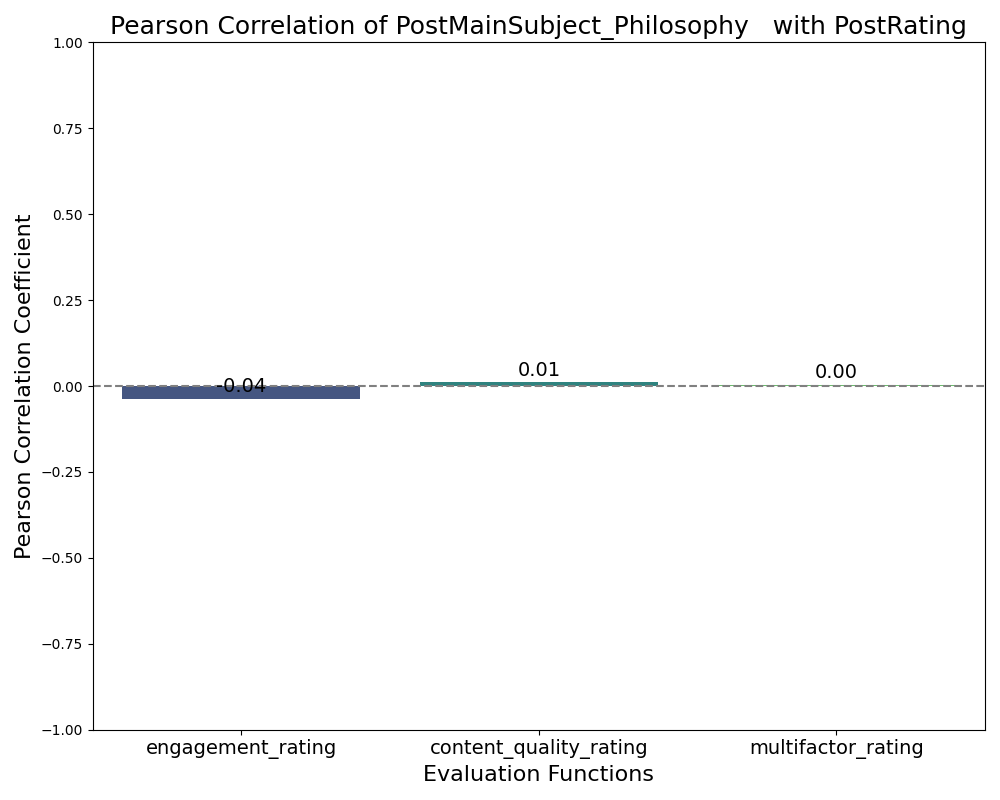 Pearson Correlation of PostMainSubject_Philosophy   with PostRating
Pearson Correlation Coefficient
1.00
0.75
0.50
0.25
0.00
−0.25
−0.50
−0.75
−1.00
-0.04
0.01
0.00
engagement_rating
content_quality_rating
multifactor_rating
Evaluation Functions